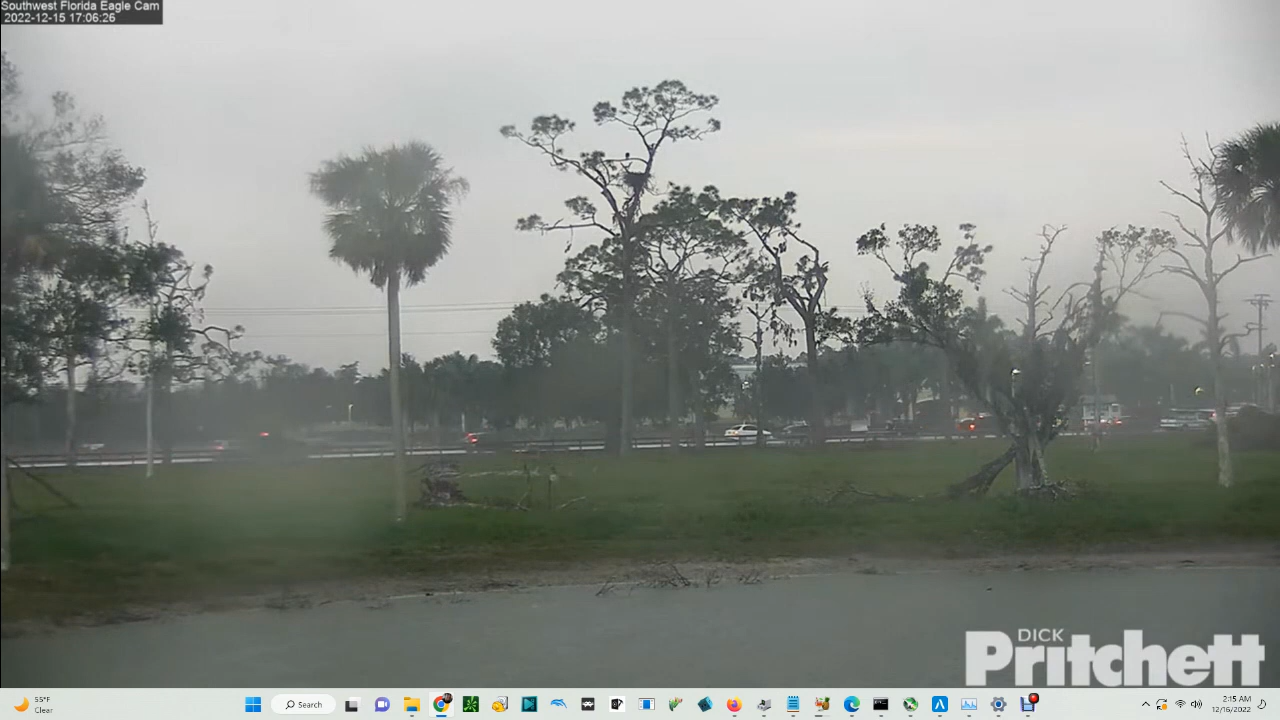 Southwest Florida Eagle Cam
2022-12-15 17:06:26
DICK
Pritchett
55°F
Clear
Search
2:15 AM
12/16/2022